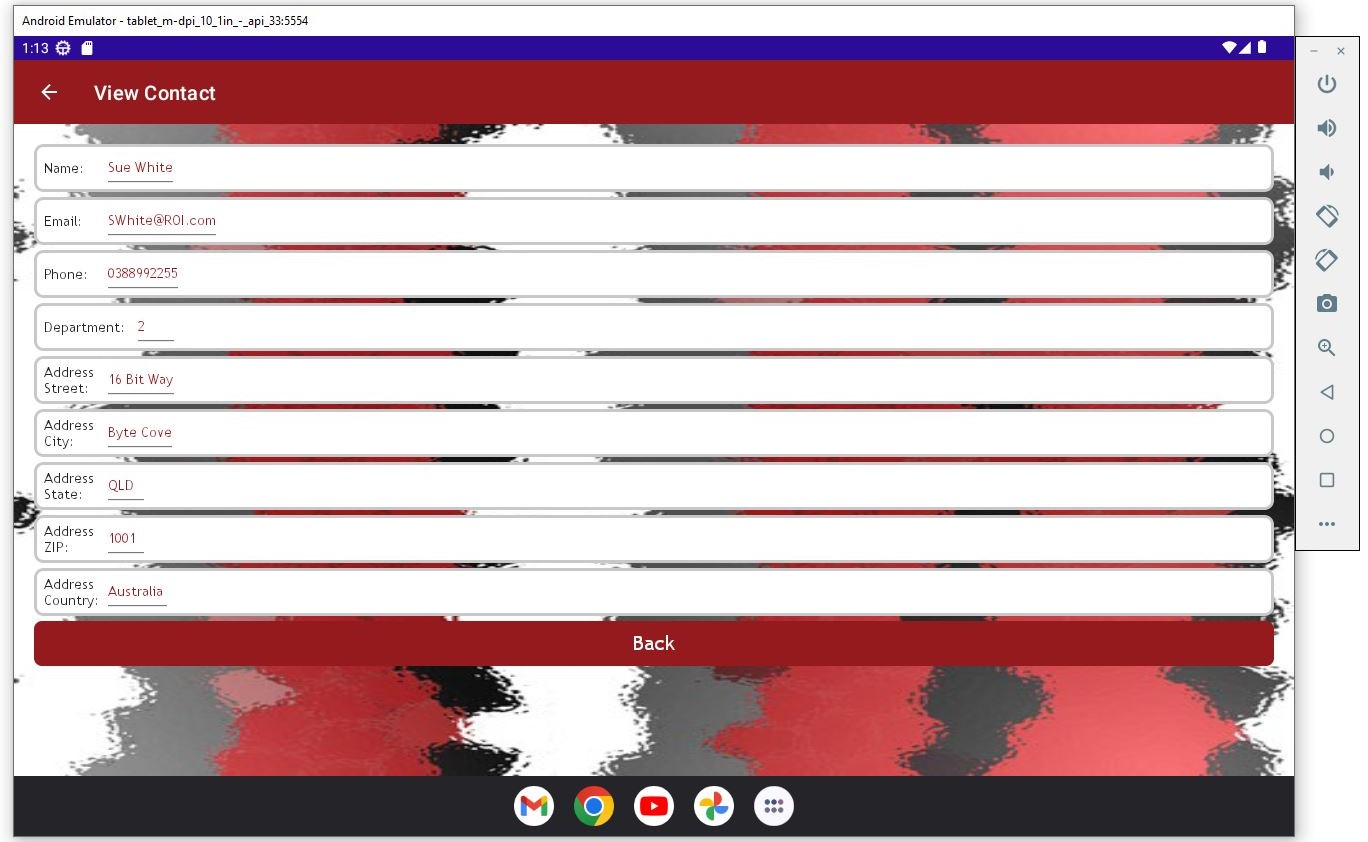 Android Emulator - tablet_m-dpi_10_1in_-_api_33:5554
1:13
View Contact
Name: Sue White
Email: SWhite@ROI.com
Phone: 0388992255
Department: 2
Address
Street: 16 Bit Way
Address
City: Byte Cove
Address
State: QLD
Address
ZIP: 1001
Address
Country: Australia
Back